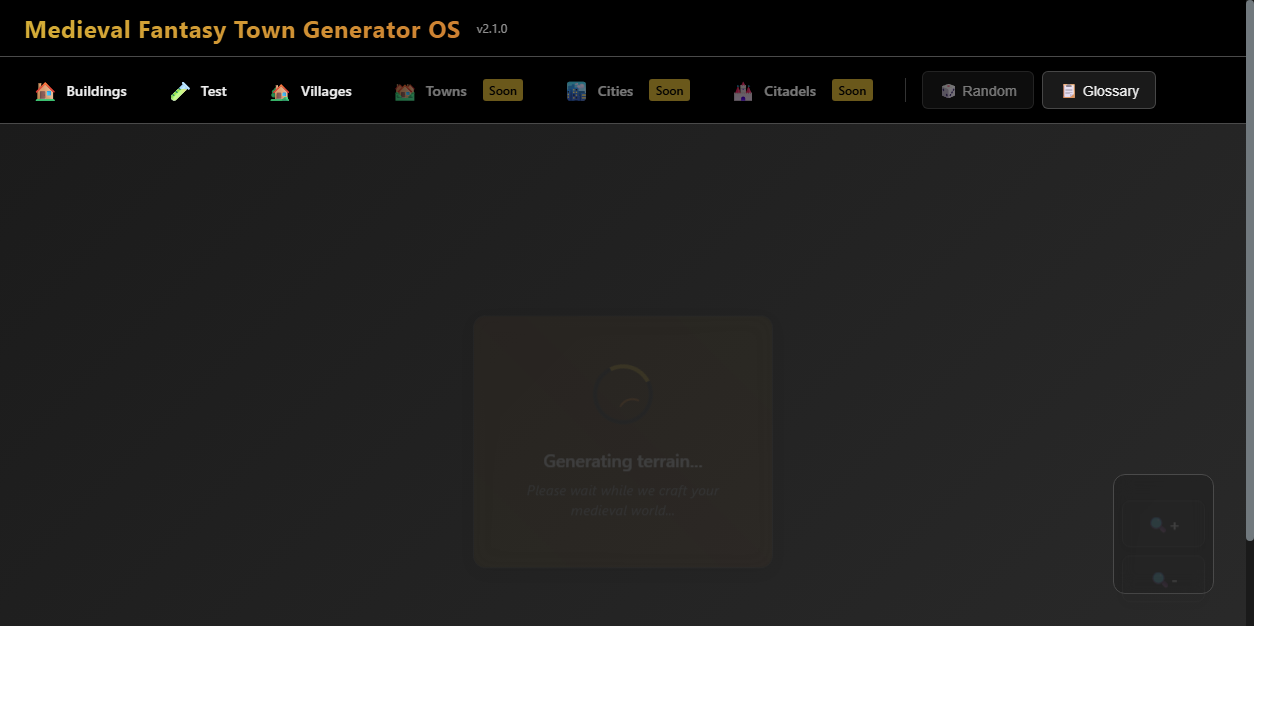 Medieval Fantasy Town Generator OS v2.1.0
Buildings Test Villages Towns Soon Cities Soon Citadels Soon Random Glossary
Generating terrain...
Please wait while we craft your
medieval world...
+
-